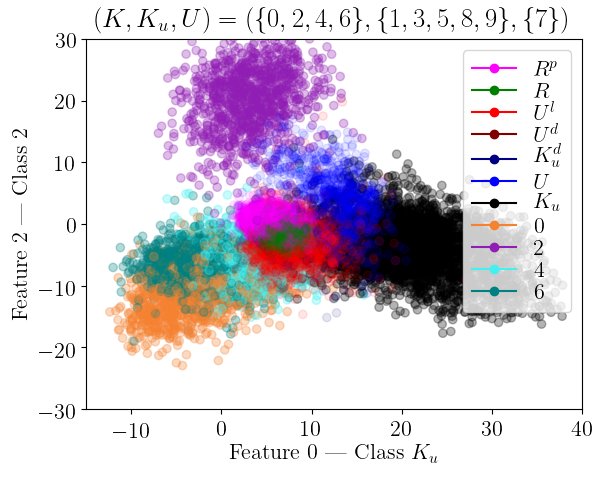 (K, K_u, U) = ({0, 2, 4, 6}, {1, 3, 5, 8, 9}, {7})
Feature 2 — Class 2
30
20
10
0
−10
−20
−30
R^p
R
U^l
U^d
K_u^d
U
K_u
0
2
4
6
−10
0
10
20
30
40
Feature 0 — Class K_u